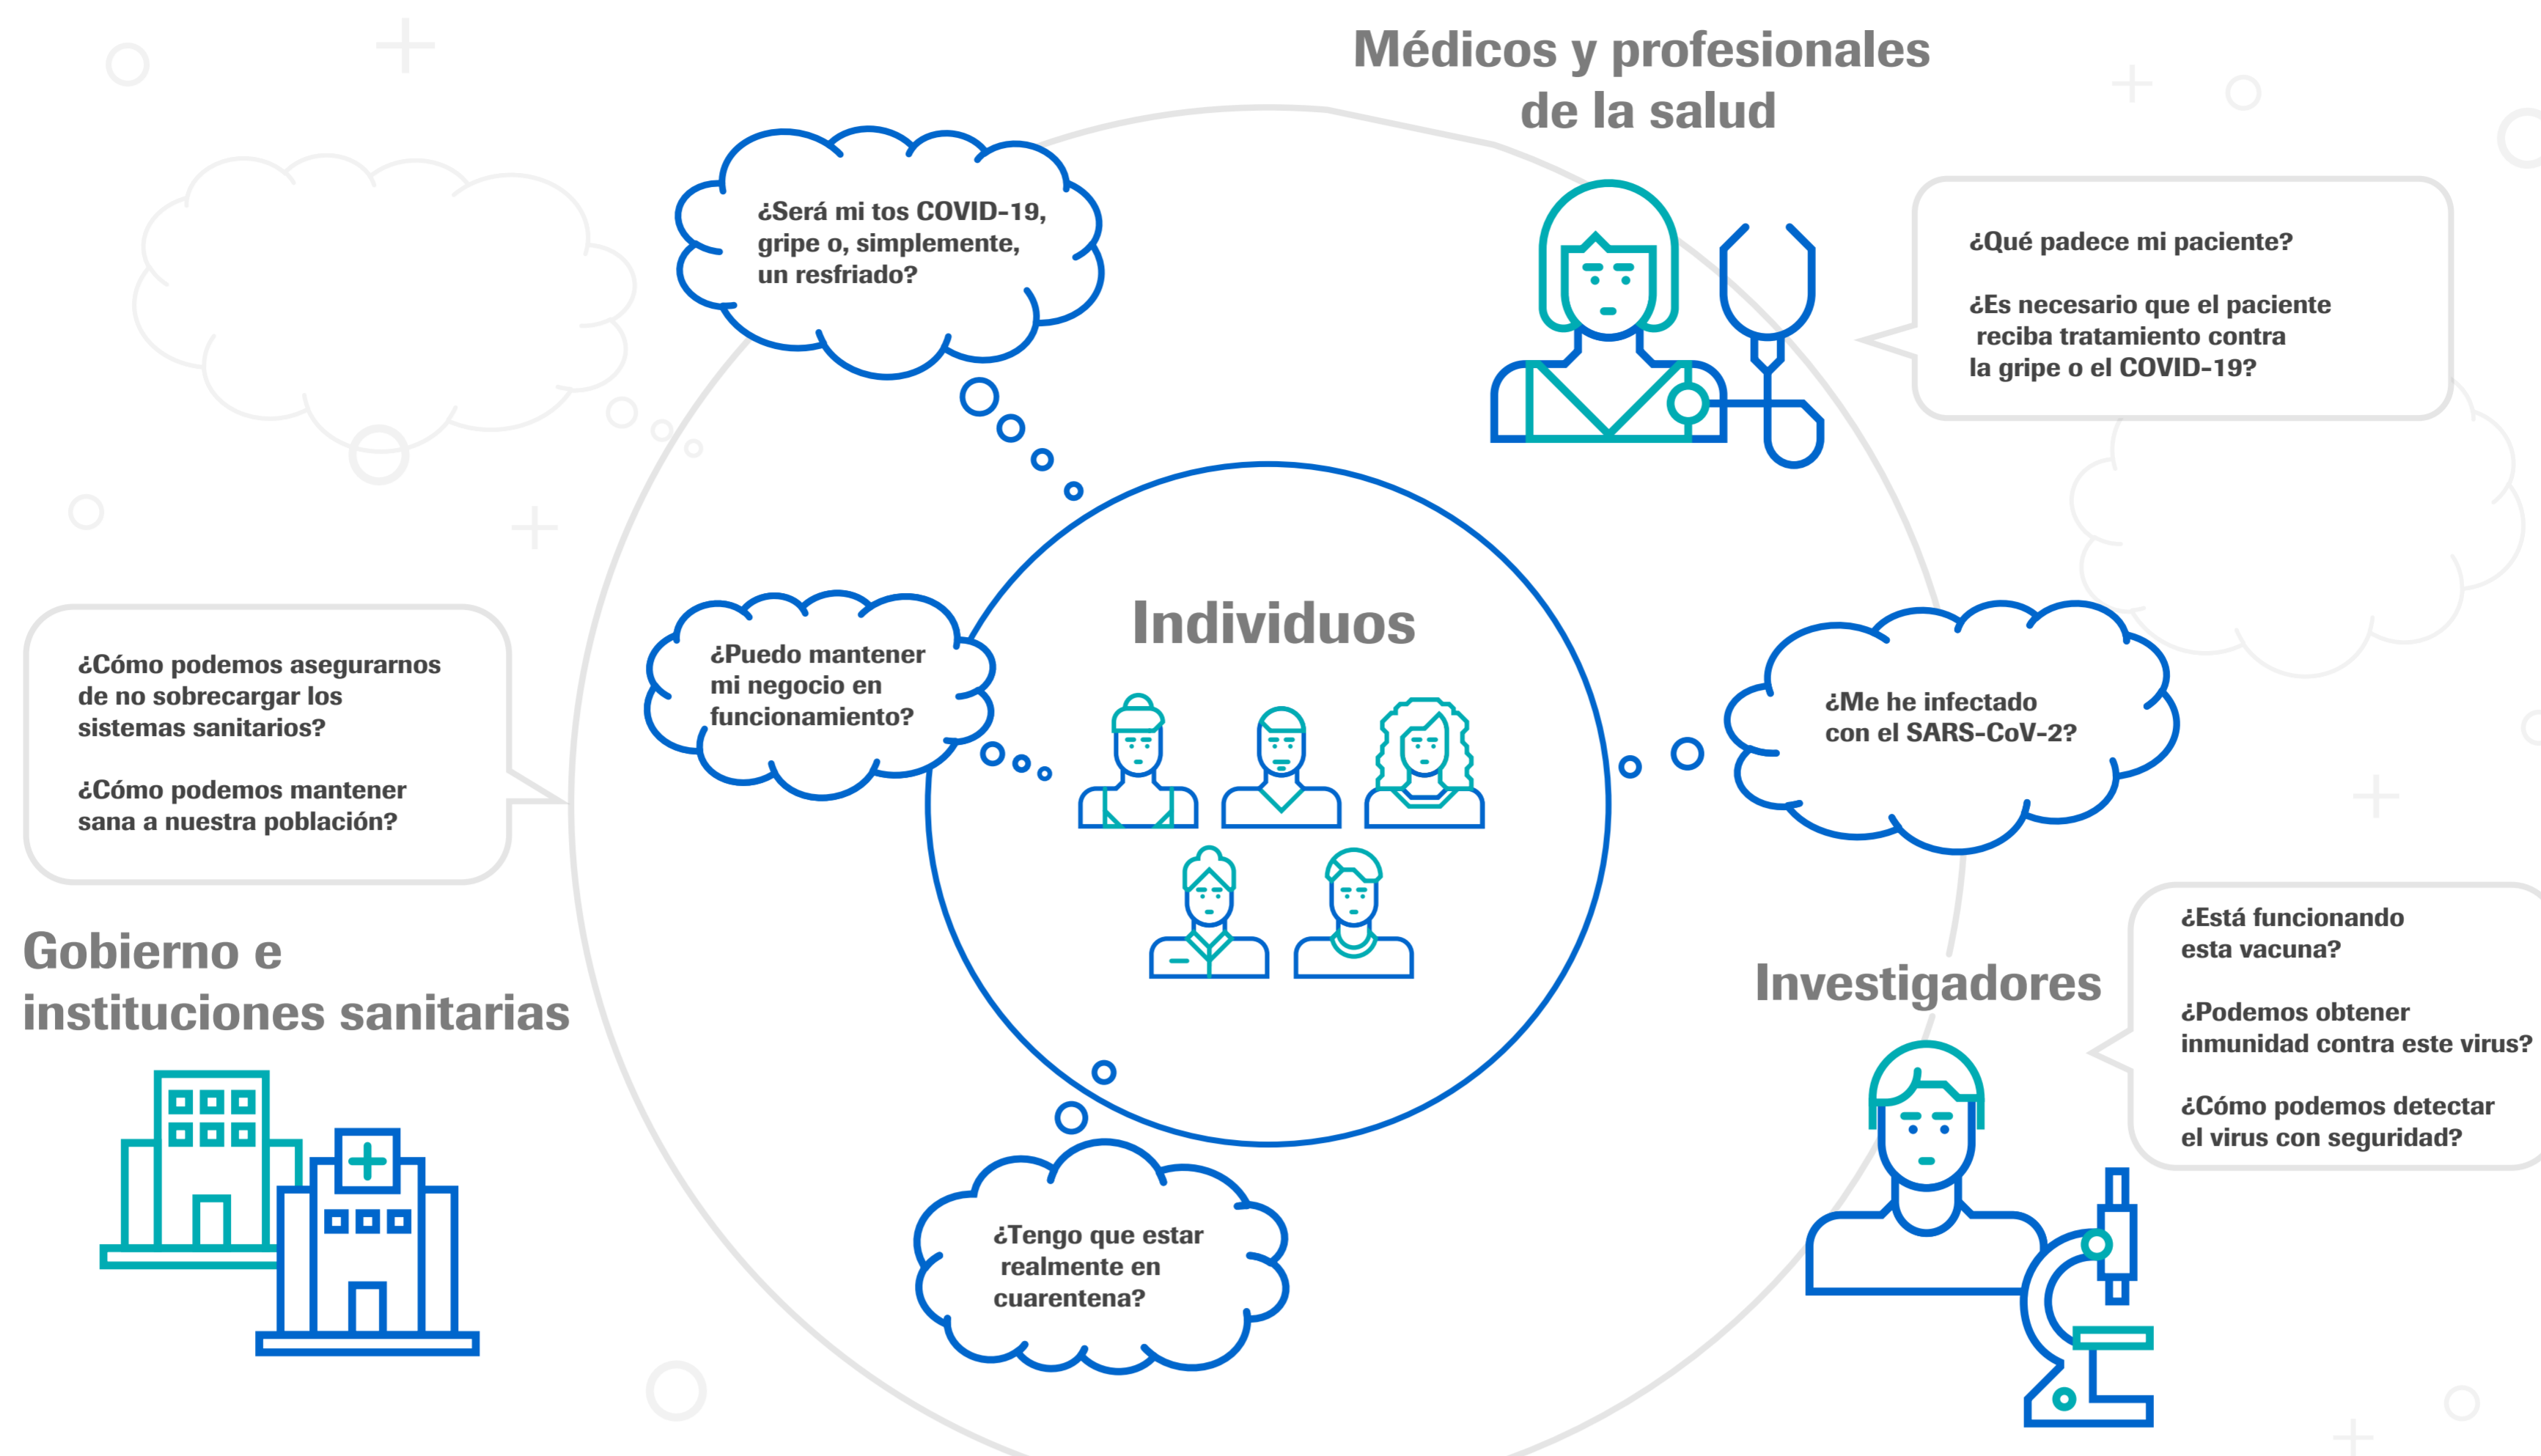 Médicos y profesionales
de la salud
¿Será mi tos COVID-19,
gripe o, simplemente,
un resfriado?
¿Qué padece mi paciente?
¿Es necesario que el paciente
reciba tratamiento contra
la gripe o el COVID-19?
Individuos
¿Puedo mantener
mi negocio en
funcionamiento?
¿Me he infectado
con el SARS-CoV-2?
¿Cómo podemos asegurarnos
de no sobrecargar los
sistemas sanitarios?
¿Cómo podemos mantener
sana a nuestra población?
Gobierno e
instituciones sanitarias
Investigadores
¿Está funcionando
esta vacuna?
¿Podemos obtener
inmunidad contra este virus?
¿Cómo podemos detectar
el virus con seguridad?
¿Tengo que estar
realmente en
cuarentena?